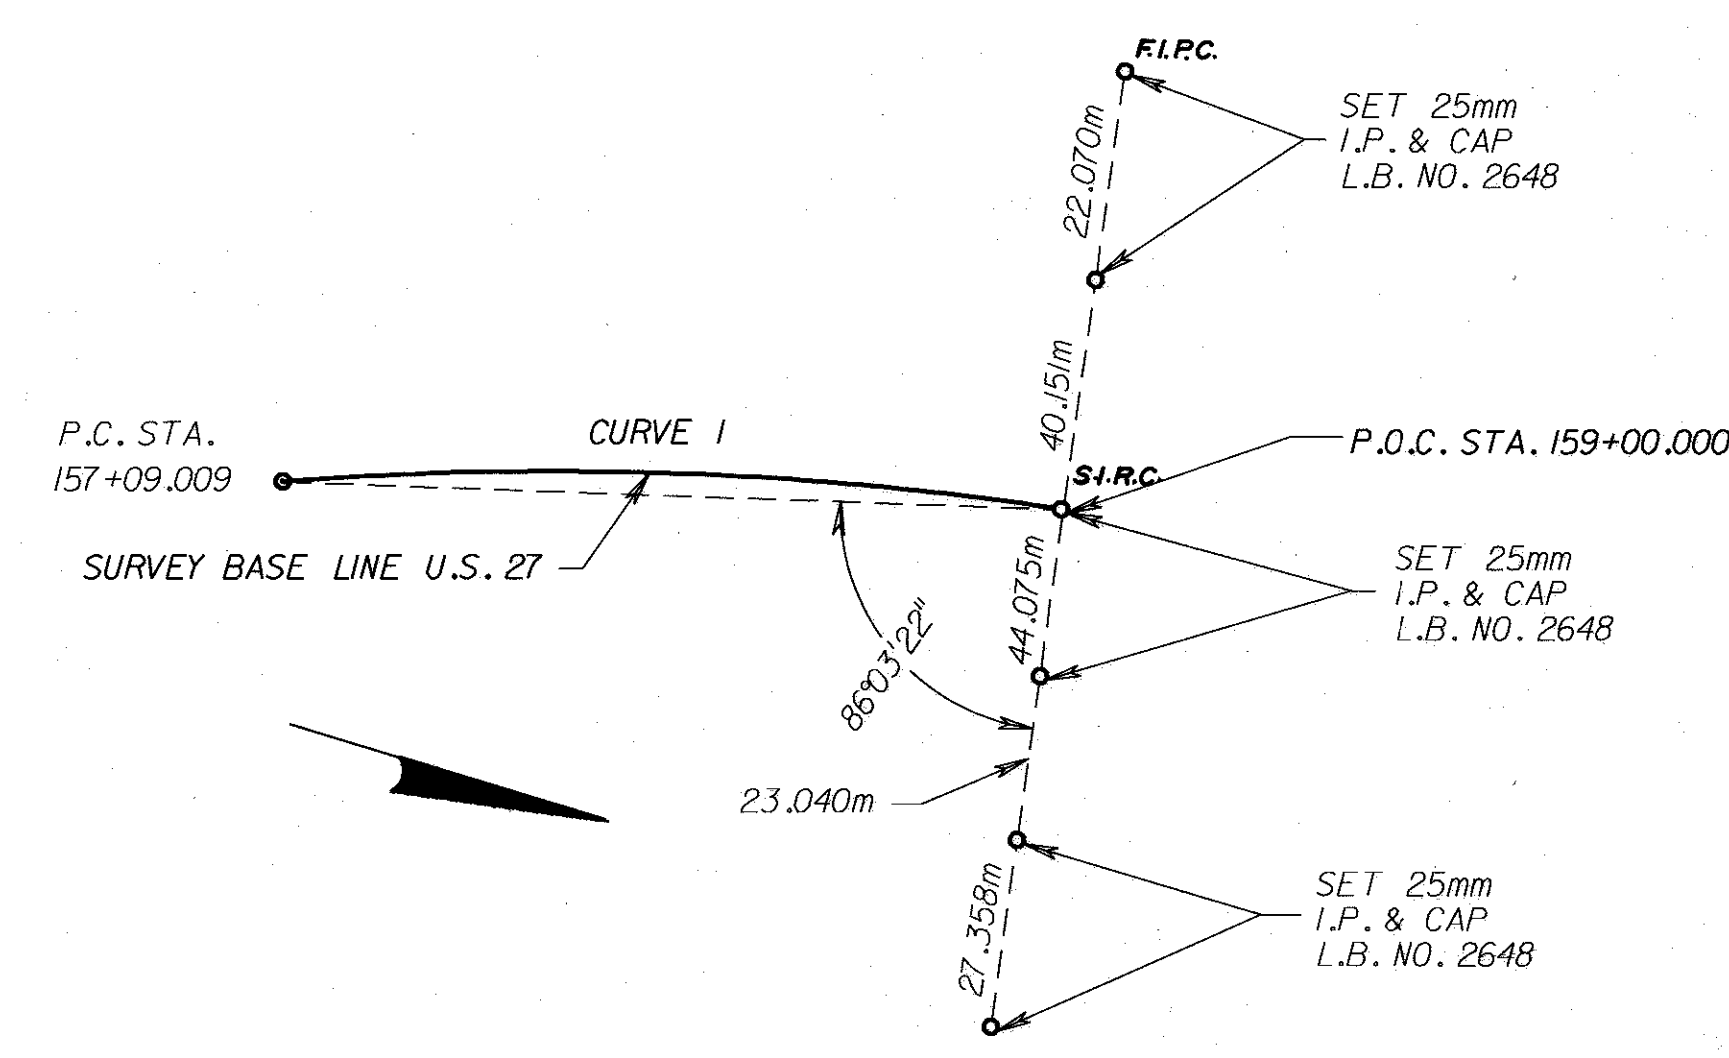 F.I.P.C.
SET 25mm
I.P. & CAP
L.B. NO. 2648
22.070m
40.151m
P.C. STA.
157+09.009
CURVE 1
P.O.C. STA. 159+00.000
S.I.R.C.
SURVEY BASE LINE U.S. 27
44.075m
SET 25mm
I.P. & CAP
L.B. NO. 2648
86°03'22"
23.040m
27.358m
SET 25mm
I.P. & CAP
L.B. NO. 2648